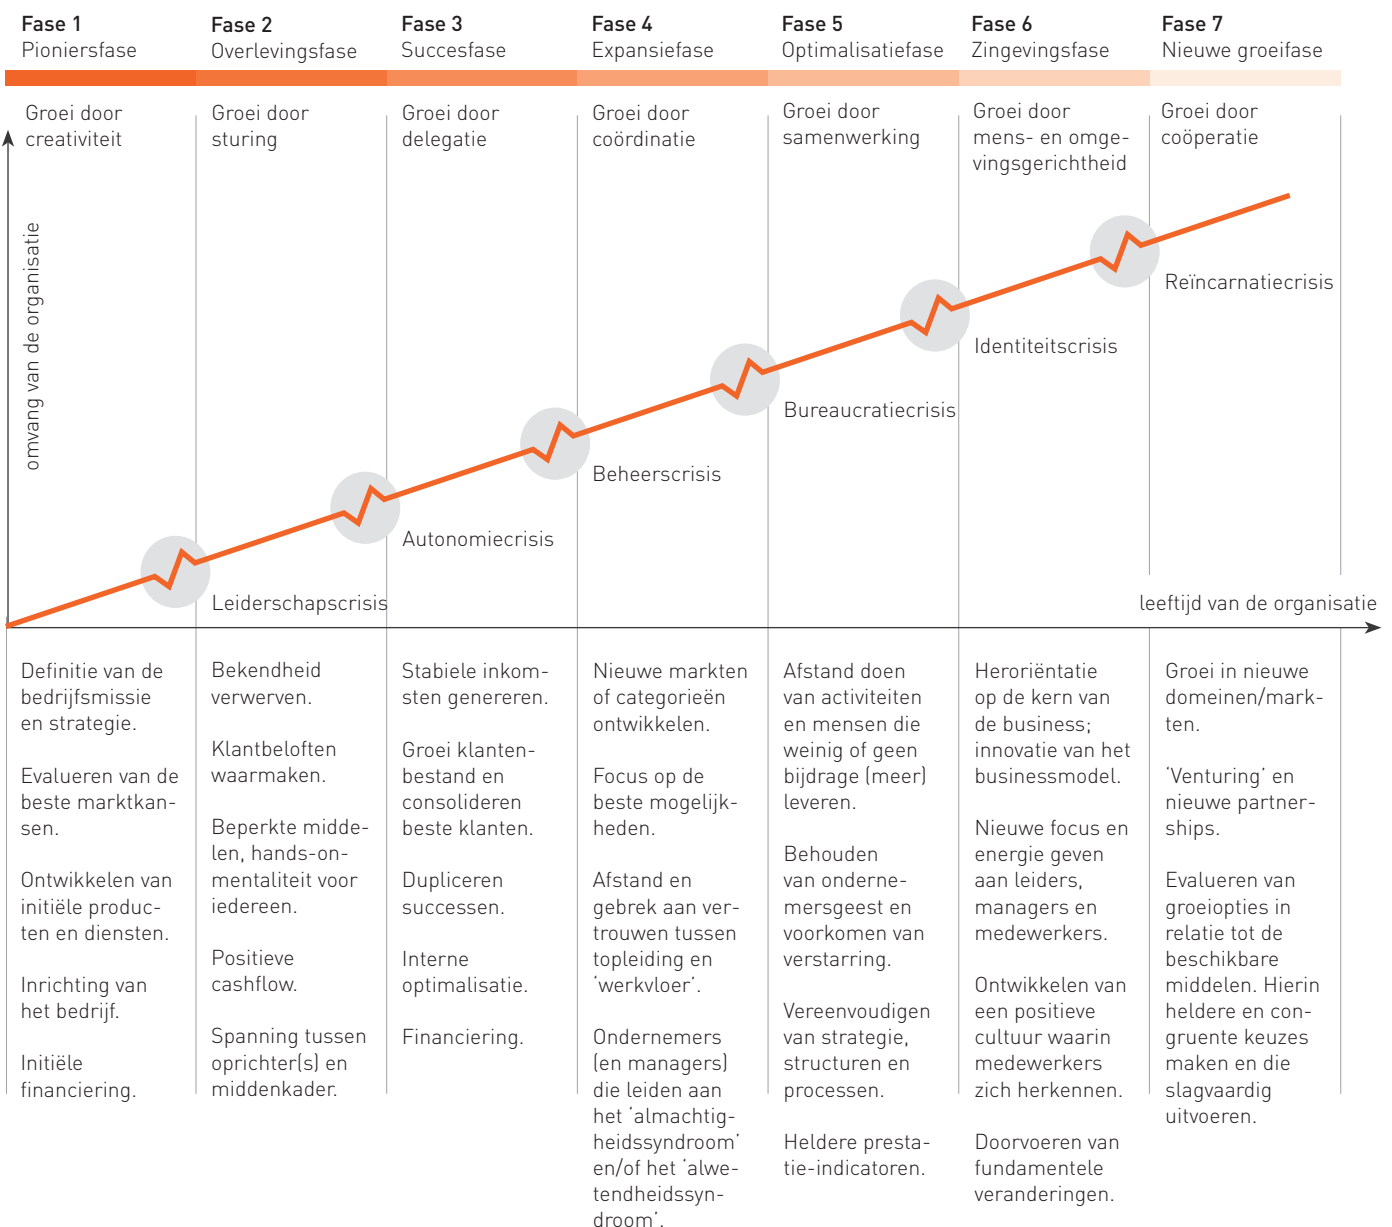 Fase 1
Pioniersfase
Fase 2
Overlevingsfase
Fase 3
Succesfase
Fase 4
Expansiefase
Fase 5
Optimalisatiefase
Fase 6
Zingevingsfase
Fase 7
Nieuwe groeifase
Groei door
creativiteit
Groei door
sturing
Groei door
delegatie
Groei door
coördinatie
Groei door
samenwerking
Groei door
mens- en omge-
vingsgerichtheid
Groei door
coöperatie
omvang van de organisatie
Leiderschapscrisis
Autonomiecrisis
Beheerscrisis
Bureaucratiecrisis
Identiteitscrisis
Reïncarnatiecrisis
leeftijd van de organisatie
Definitie van de
bedrijfsmissie
en strategie.
Evalueren van de
beste marktkan-
sen.
Ontwikkelen van
initiële produc-
ten en diensten.
Inrichting van
het bedrijf.
Initiële
financiering.
Bekendheid
verwerven.
Klantbeloften
waarmaken.
Beperkte midde-
len, hands-on-
mentaliteit voor
iedereen.
Positieve
cashflow.
Spanning tussen
oprichter(s) en
middenkader.
Stabiele inkom-
sten genereren.
Groei klanten-
bestand en
consolideren
beste klanten.
Dupliceren
successen.
Interne
optimalisatie.
Financiering.
Nieuwe markten
of categorieën
ontwikkelen.
Focus op de
beste mogelijk-
heden.
Afstand en
gebrek aan ver-
trouwen tussen
topleiding en
‘werkvloer’.
Ondernemers
(en managers)
die leiden aan
het ‘almachtig-
heidssyndroom’
en/of het ‘alwe-
tendheidssyn-
droom’.
Afstand doen
van activiteiten
en mensen die
weinig of geen
bijdrage (meer)
leveren.
Behouden
van onderne-
mersgeest en
voorkomen van
verstarring.
Vereenvoudigen
van strategie,
structuren en
processen.
Heldere presta-
tie-indicatoren.
Heroriëntatie
op de kern van
de business;
innovatie van het
businessmodel.
Nieuwe focus en
energie geven
aan leiders,
managers en
medewerkers.
Ontwikkelen van
een positieve
cultuur waarin
medewerkers
zich herkennen.
Doorvoeren van
fundamentele
veranderingen.
Groei in nieuwe
domeinen/mark-
ten.
‘Venturing’ en
nieuwe partner-
ships.
Evalueren van
groeiopties in
relatie tot de
beschikbare
middelen. Hierin
heldere en con-
gruente keuzes
maken en die
slagvaardig
uitvoeren.